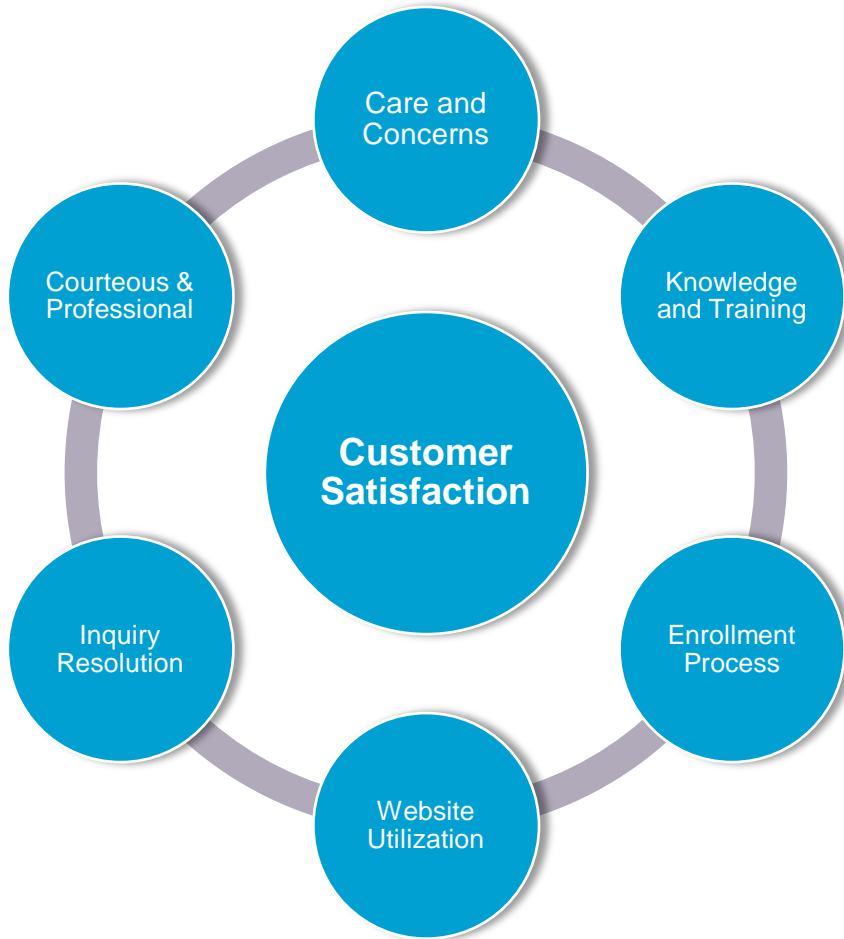 Care and
Concerns
Knowledge
and Training
Enrollment
Process
Website
Utilization
Inquiry
Resolution
Courteous &
Professional
Customer
Satisfaction